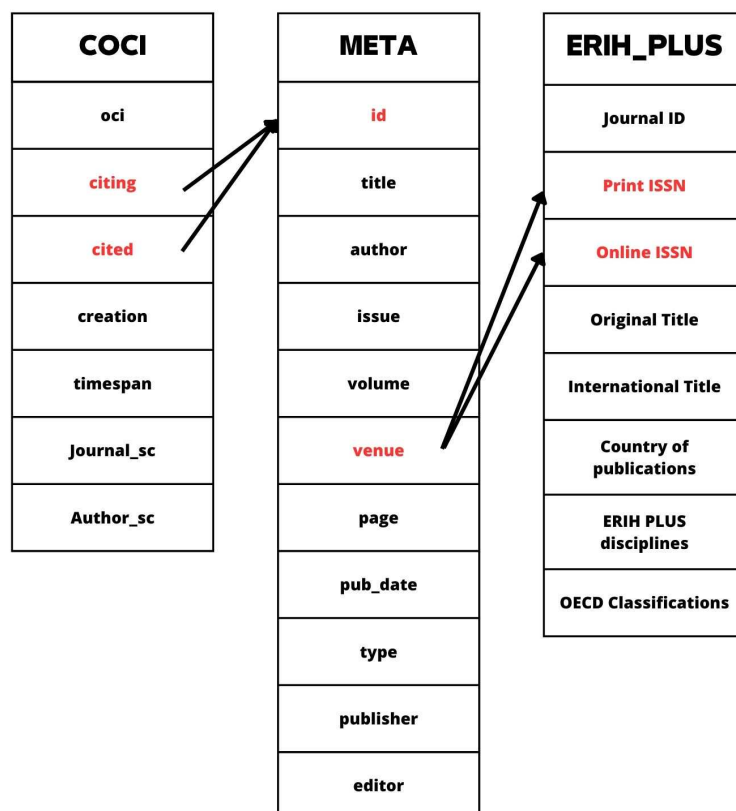 COCI
oci
citing
cited
creation
timespan
Journal_sc
Author_sc
META
id
title
author
issue
volume
venue
page
pub_date
type
publisher
editor
ERIH_PLUS
Journal ID
Print ISSN
Online ISSN
Original Title
International Title
Country of
publications
ERIH PLUS
disciplines
OECD Classifications